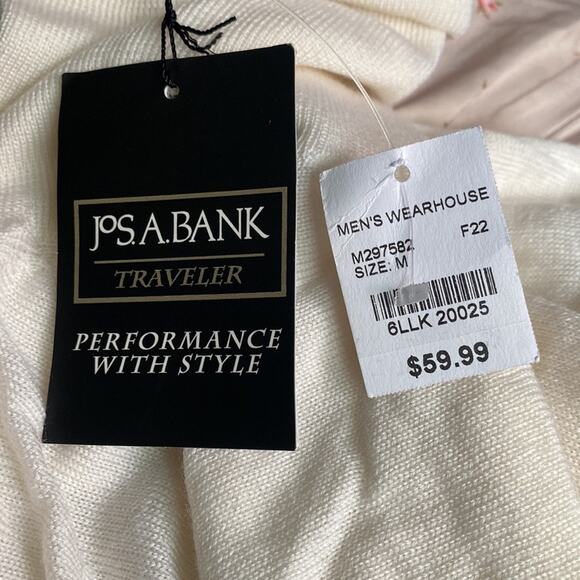 JOS. A. BANK
TRAVELER
PERFORMANCE
WITH STYLE
MEN'S WEARHOUSE
M297582 F22
SIZE: M
6LLK 20025
$59.99